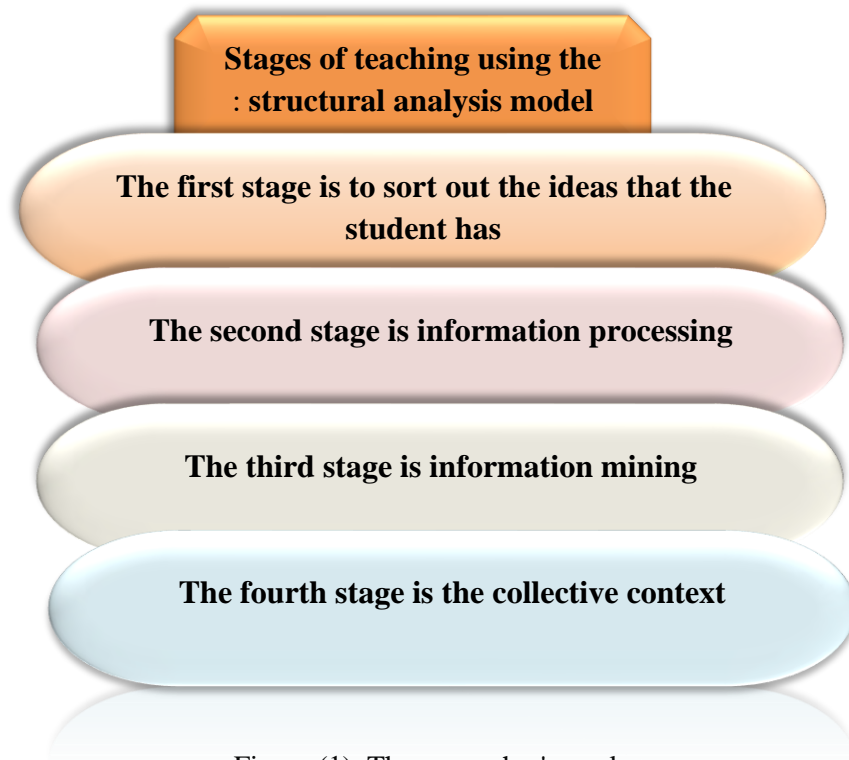 Stages of teaching using the
: structural analysis model
The first stage is to sort out the ideas that the
student has
The second stage is information processing
The third stage is information mining
The fourth stage is the collective context
Figure (1): The researcher's work